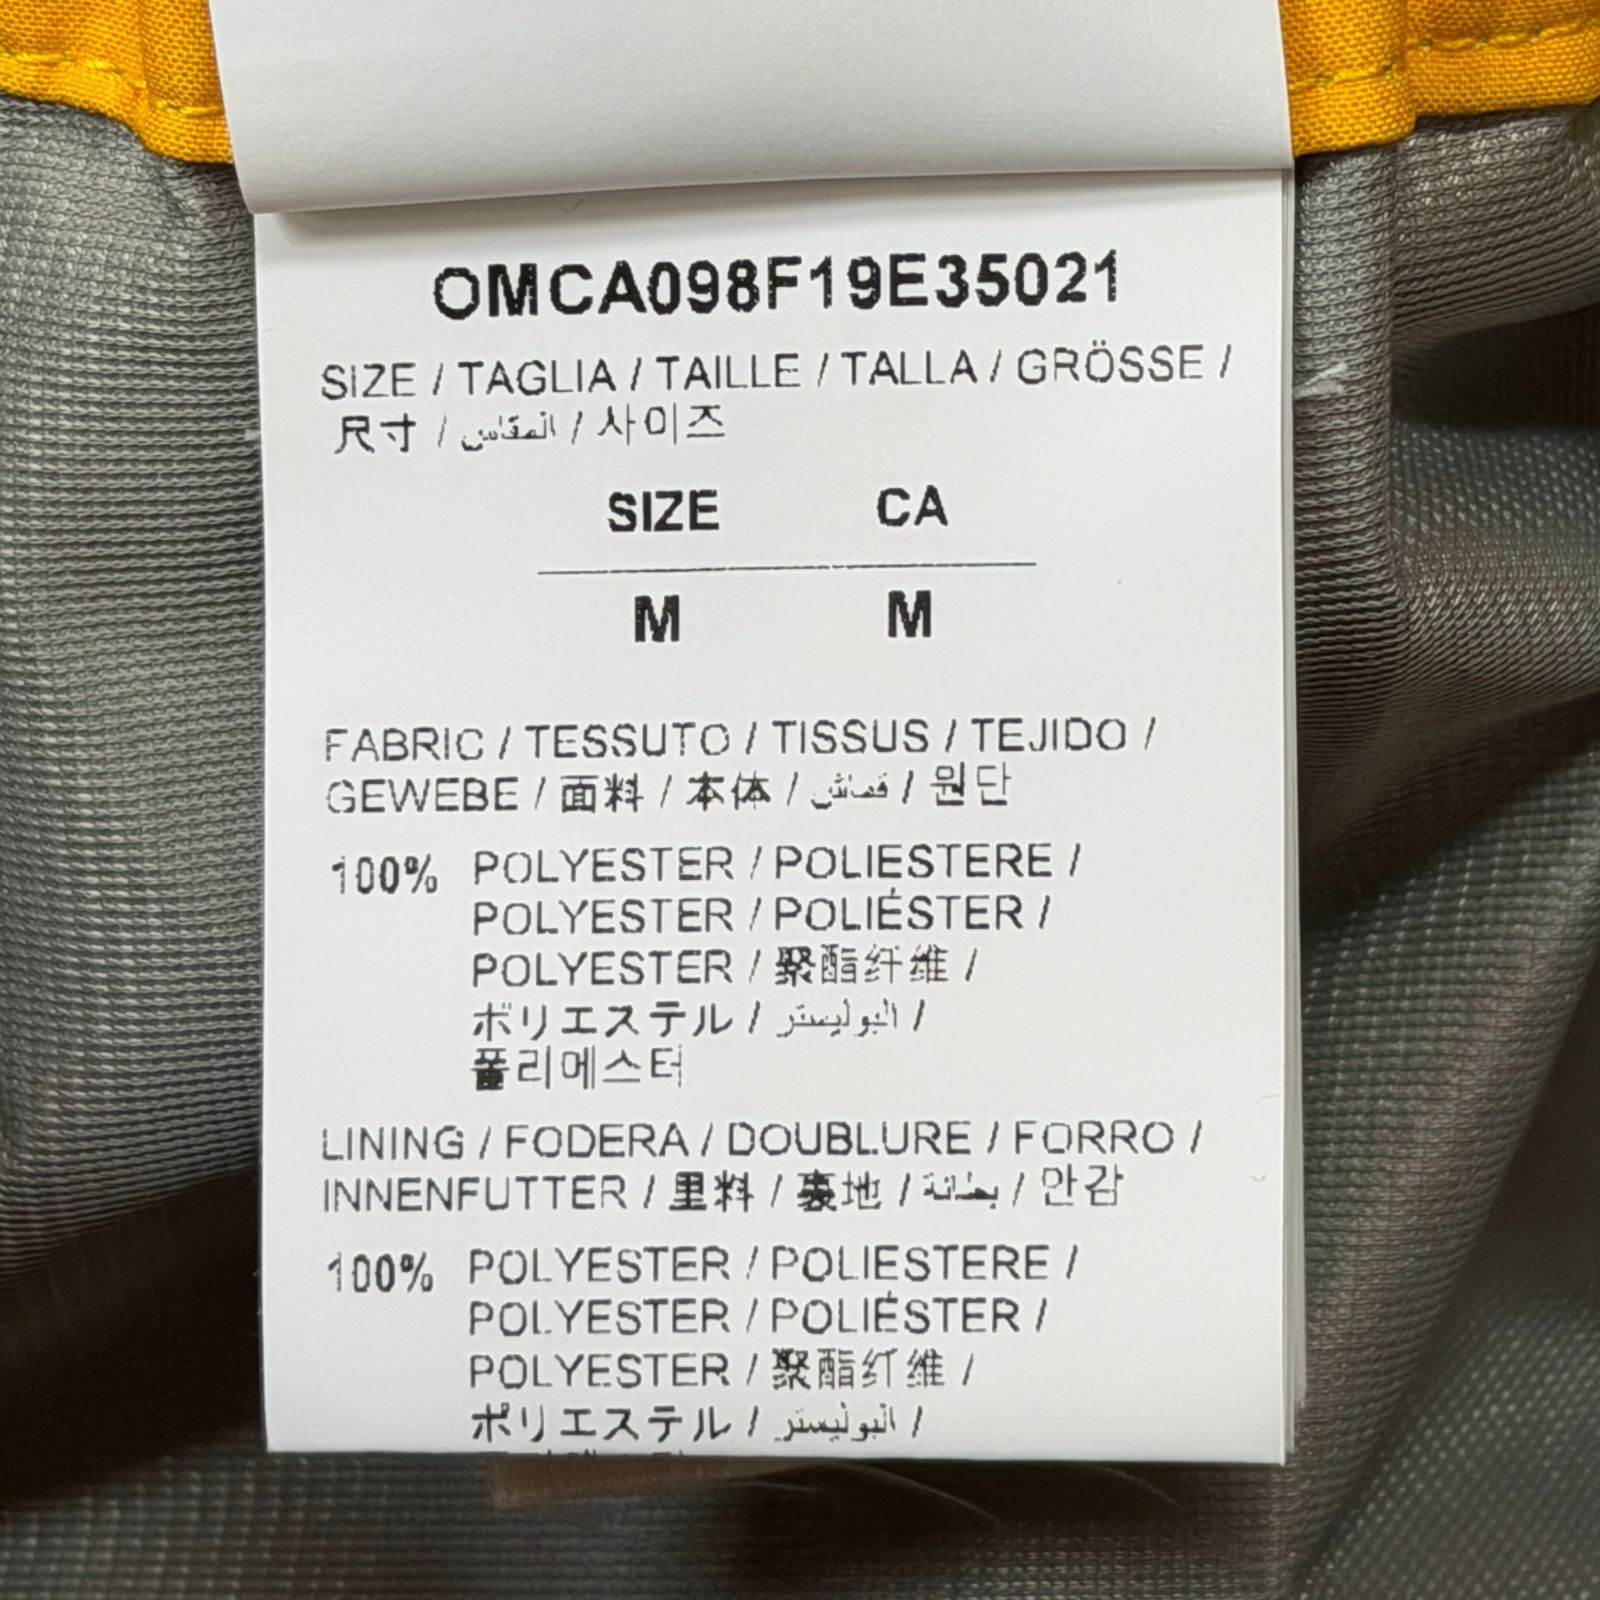 OMCA098F19E35021
SIZE / TAGLIA / TAILLE / TALLA / GRÖSSE /
尺寸 / المقاس / 사이즈
SIZE CA
M M
FABRIC / TESSUTO / TISSUS / TEJIDO /
GEWEBE / 面料 / 本体 / قماش / 원단
100% POLYESTER / POLIESTERE /
POLYESTER / POLIÉSTER /
POLYESTER / 聚酯纤维 /
ポリエステル / البوليستر /
폴리에스터
LINING / FODERA / DOUBLURE / FORRO /
INNENFUTTER / 里料 / 裏地 / بطانة / 안감
100% POLYESTER / POLIESTERE /
POLYESTER / POLIÉSTER /
POLYESTER / 聚酯纤维 /
ポリエステル / البوليستر /